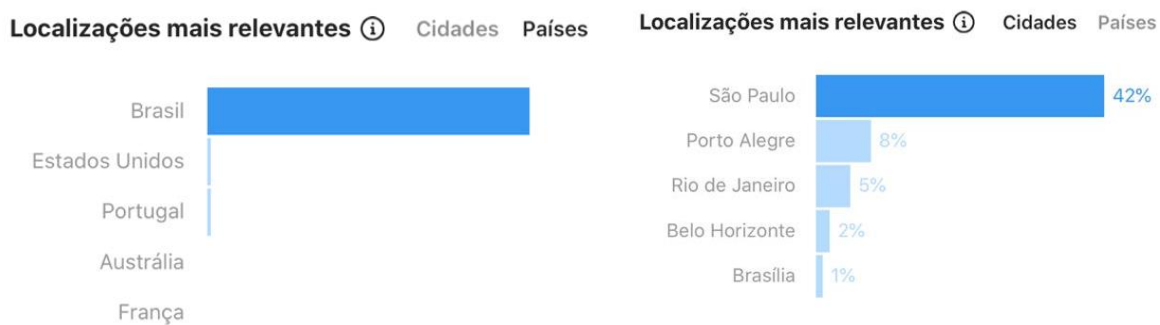 Localizações mais relevantes Cidades Países
Brasil
Estados Unidos
Portugal
Austrália
França
Localizações mais relevantes Cidades Países
São Paulo 42%
Porto Alegre 8%
Rio de Janeiro 5%
Belo Horizonte 2%
Brasília 1%